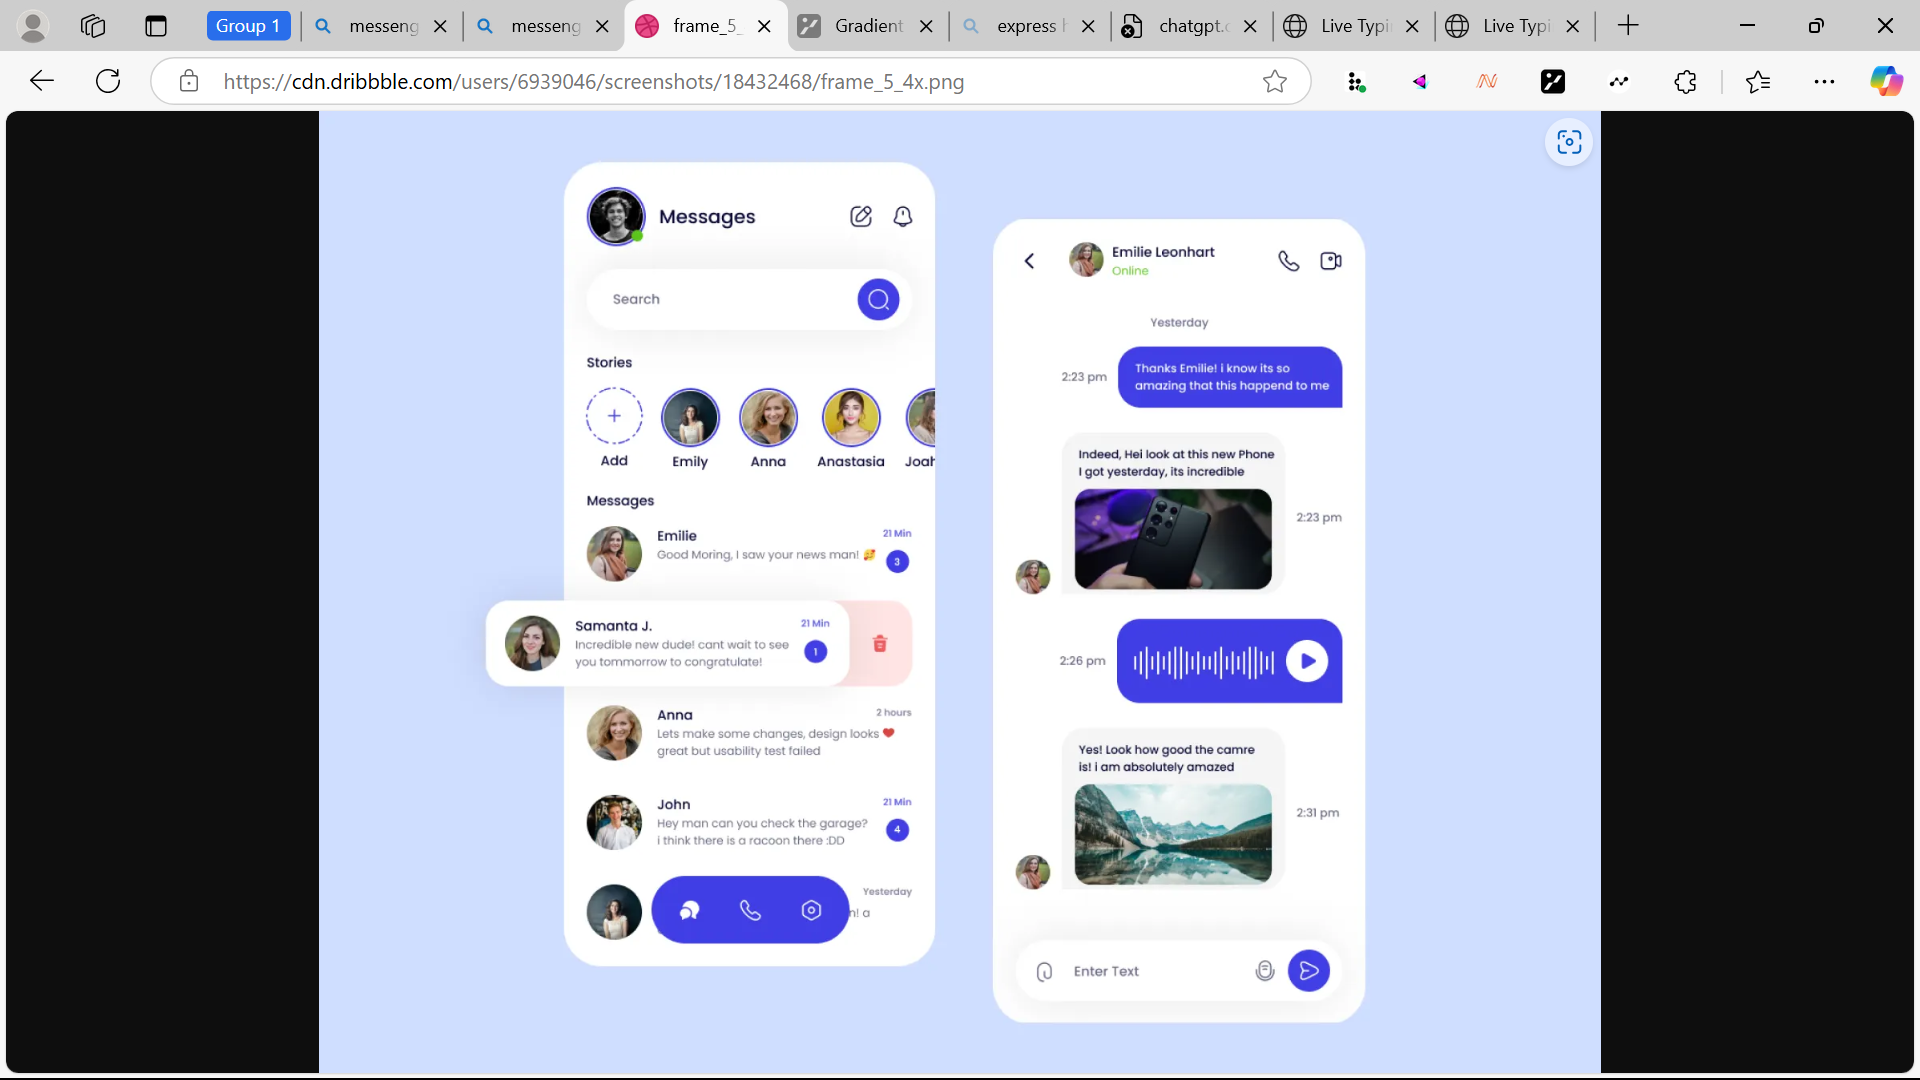 Group 1
messeng
messeng
frame_5_
Gradient
express h
chatgpt.c
Live Typi
Live Typi
https://cdn.dribbble.com/users/6939046/screenshots/18432468/frame_5_4x.png
Messages
Search
Stories
Add
Emily
Anna
Anastasia
Joah
Messages
Emilie
21 Min
Good Moring, I saw your news man! 🥰
3
Samanta J.
21 Min
Incredible new dude! cant wait to see
you tommorrow to congratulate!
1
Anna
2 hours
Lets make some changes, design looks ❤️
great but usability test failed
John
21 Min
Hey man can you check the garage?
i think there is a racoon there :DD
4
Yesterday
n! a
Emilie Leonhart
Online
Yesterday
2:23 pm
Thanks Emilie! i know its so
amazing that this happend to me
Indeed, Hei look at this new Phone
I got yesterday, its incredible
2:23 pm
2:26 pm
Yes! Look how good the camre
is! i am absolutely amazed
2:31 pm
Enter Text